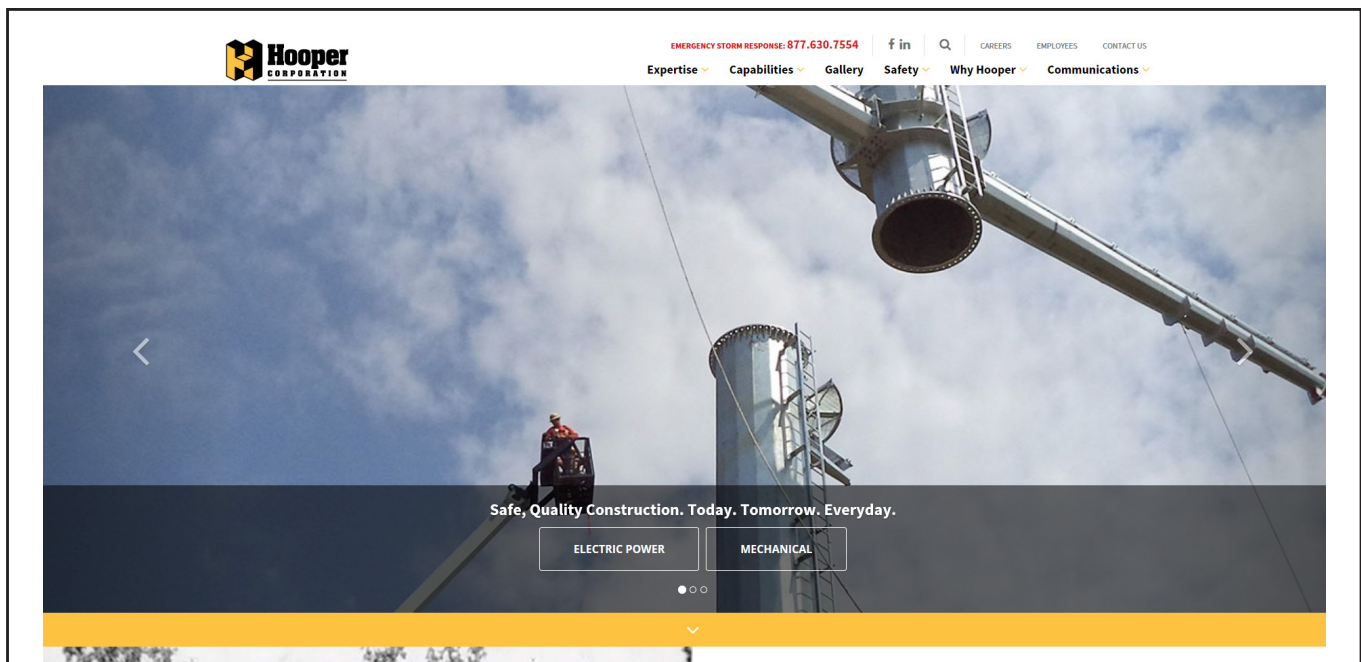 Hooper
CORPORATION
EMERGENCY STORM RESPONSE: 877.630.7554
f in
CAREERS
EMPLOYEES
CONTACT US
Expertise
Capabilities
Gallery
Safety
Why Hooper
Communications
Safe, Quality Construction. Today. Tomorrow. Everyday.
ELECTRIC POWER
MECHANICAL